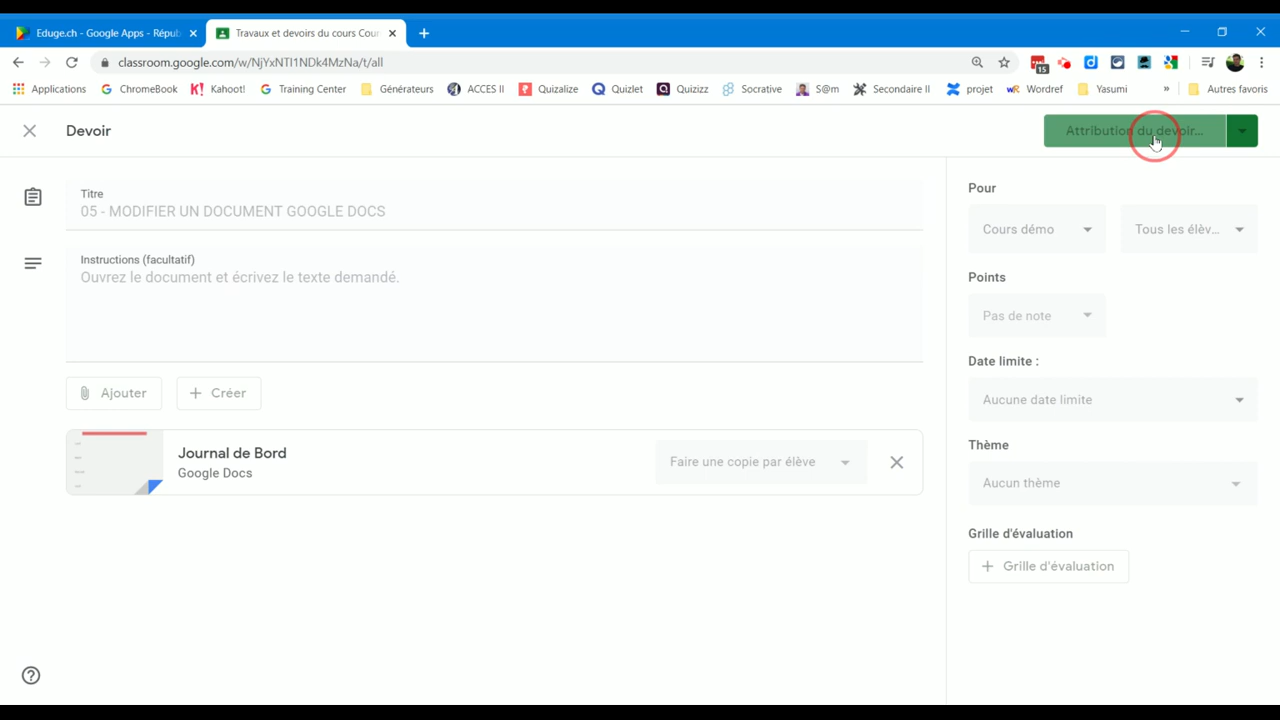 Eduge.ch - Google Apps - Répub
Travaux et devoirs du cours Cour
classroom.google.com/w/NjYxNTI1NDk4MzNa/t/all
15
Applications
ChromeBook
Kahoot!
Training Center
Générateurs
ACCES II
Quizalize
Quizlet
Quizizz
Socrative
S@m
Secondaire II
projet
Wordref
Yasumi
»
Autres favoris
Devoir
Attribution du devoir...
Titre
05 - MODIFIER UN DOCUMENT GOOGLE DOCS
Instructions (facultatif)
Ouvrez le document et écrivez le texte demandé.
Ajouter
Créer
Journal de Bord
Google Docs
Faire une copie par élève
Pour
Cours démo
Tous les élèv...
Points
Pas de note
Date limite :
Aucune date limite
Thème
Aucun thème
Grille d'évaluation
Grille d'évaluation